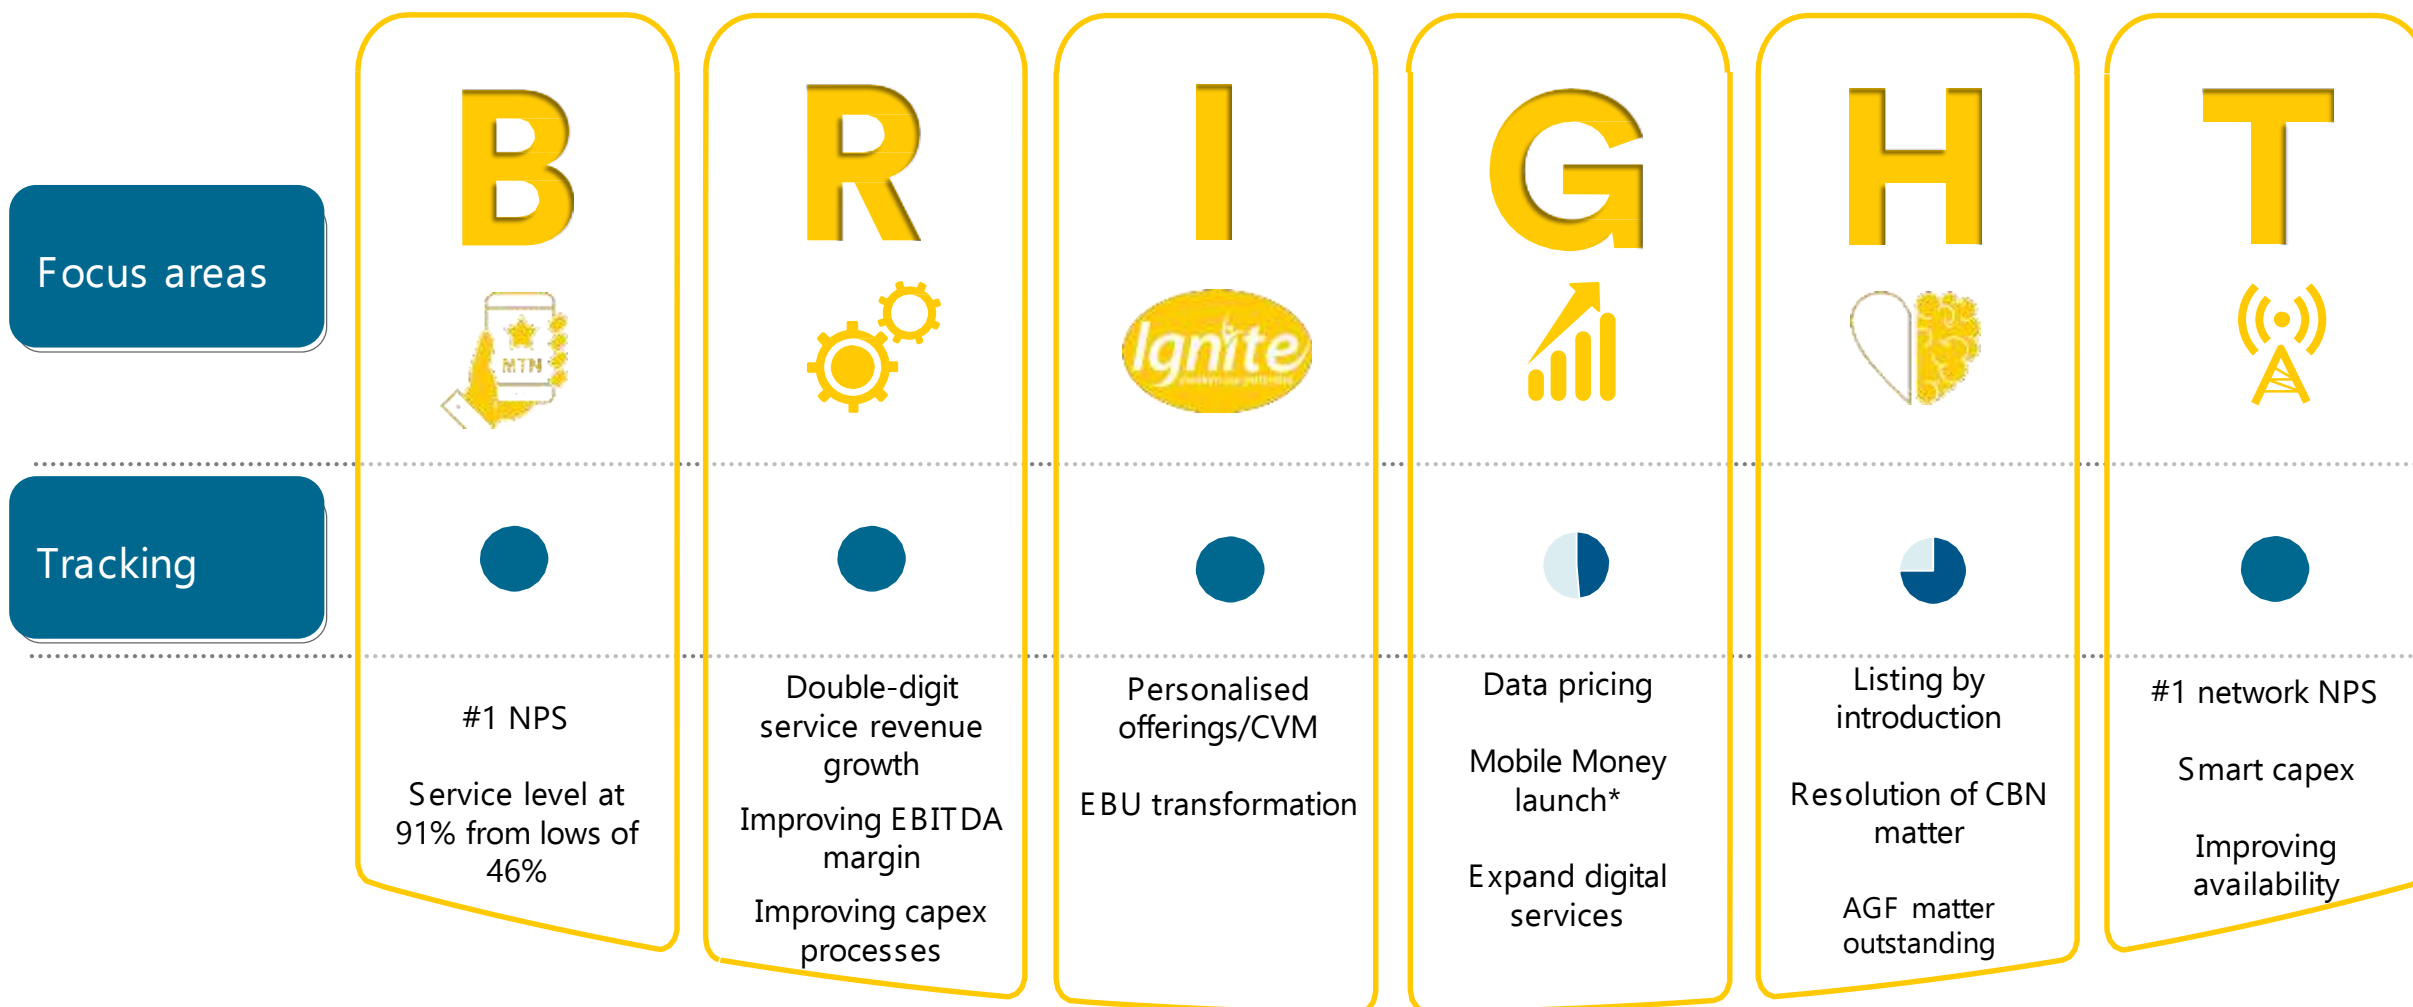 B
R
I
G
H
T
Focus areas
MTN
Ignite
Tracking
#1 NPS
Service level at
91% from lows of
46%
Double-digit
service revenue
growth
Improving EBITDA
margin
Improving capex
processes
Personalised
offerings/CVM
EBU transformation
Data pricing
Mobile Money
launch*
Expand digital
services
Listing by
introduction
Resolution of CBN
matter
AGF matter
outstanding
#1 network NPS
Smart capex
Improving
availability